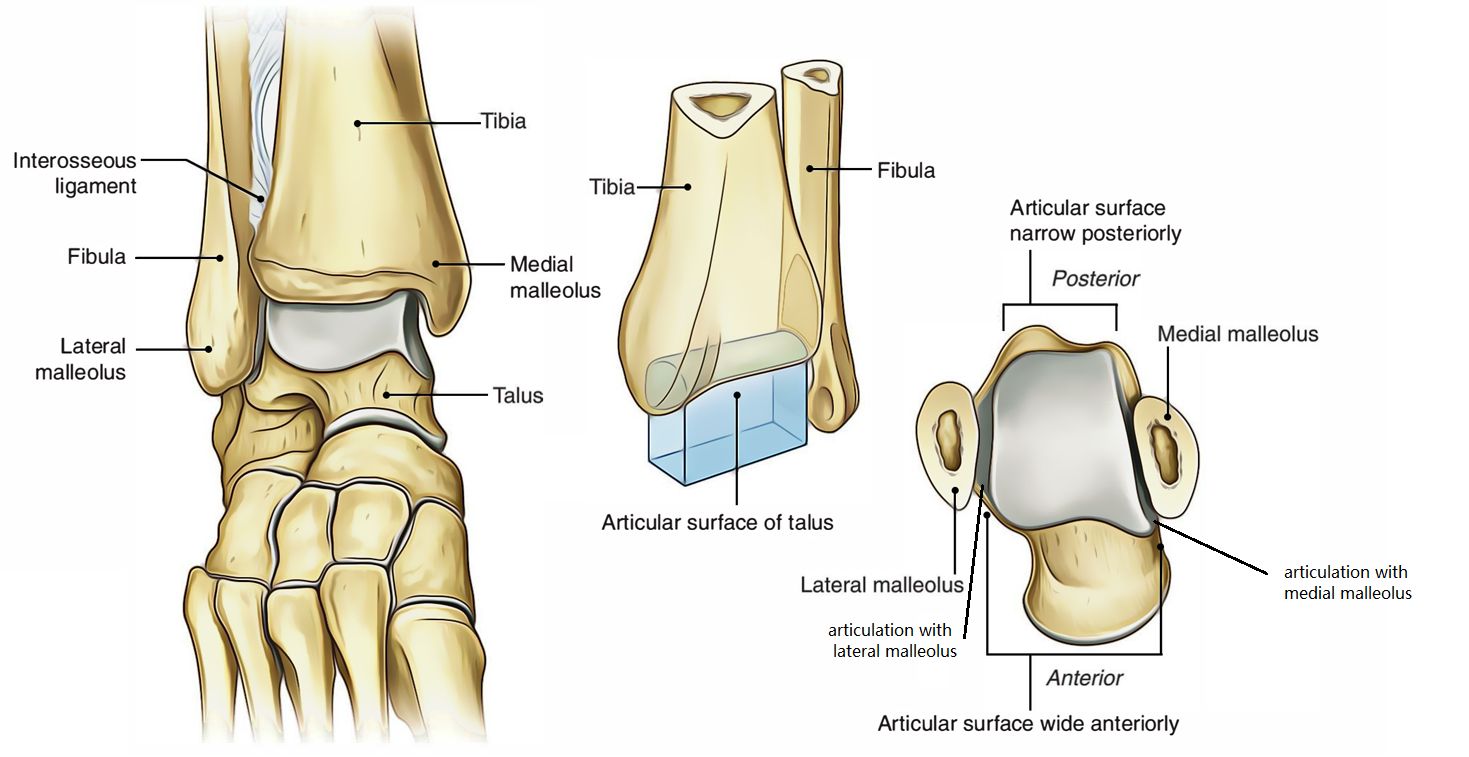 Tibia
Interosseous
ligament
Fibula
Medial
malleolus
Lateral
malleolus
Talus
Tibia
Fibula
Articular surface of talus
Articular surface
narrow posteriorly
Posterior
Medial malleolus
Lateral malleolus
articulation with
medial malleolus
articulation with
lateral malleolus
Anterior
Articular surface wide anteriorly